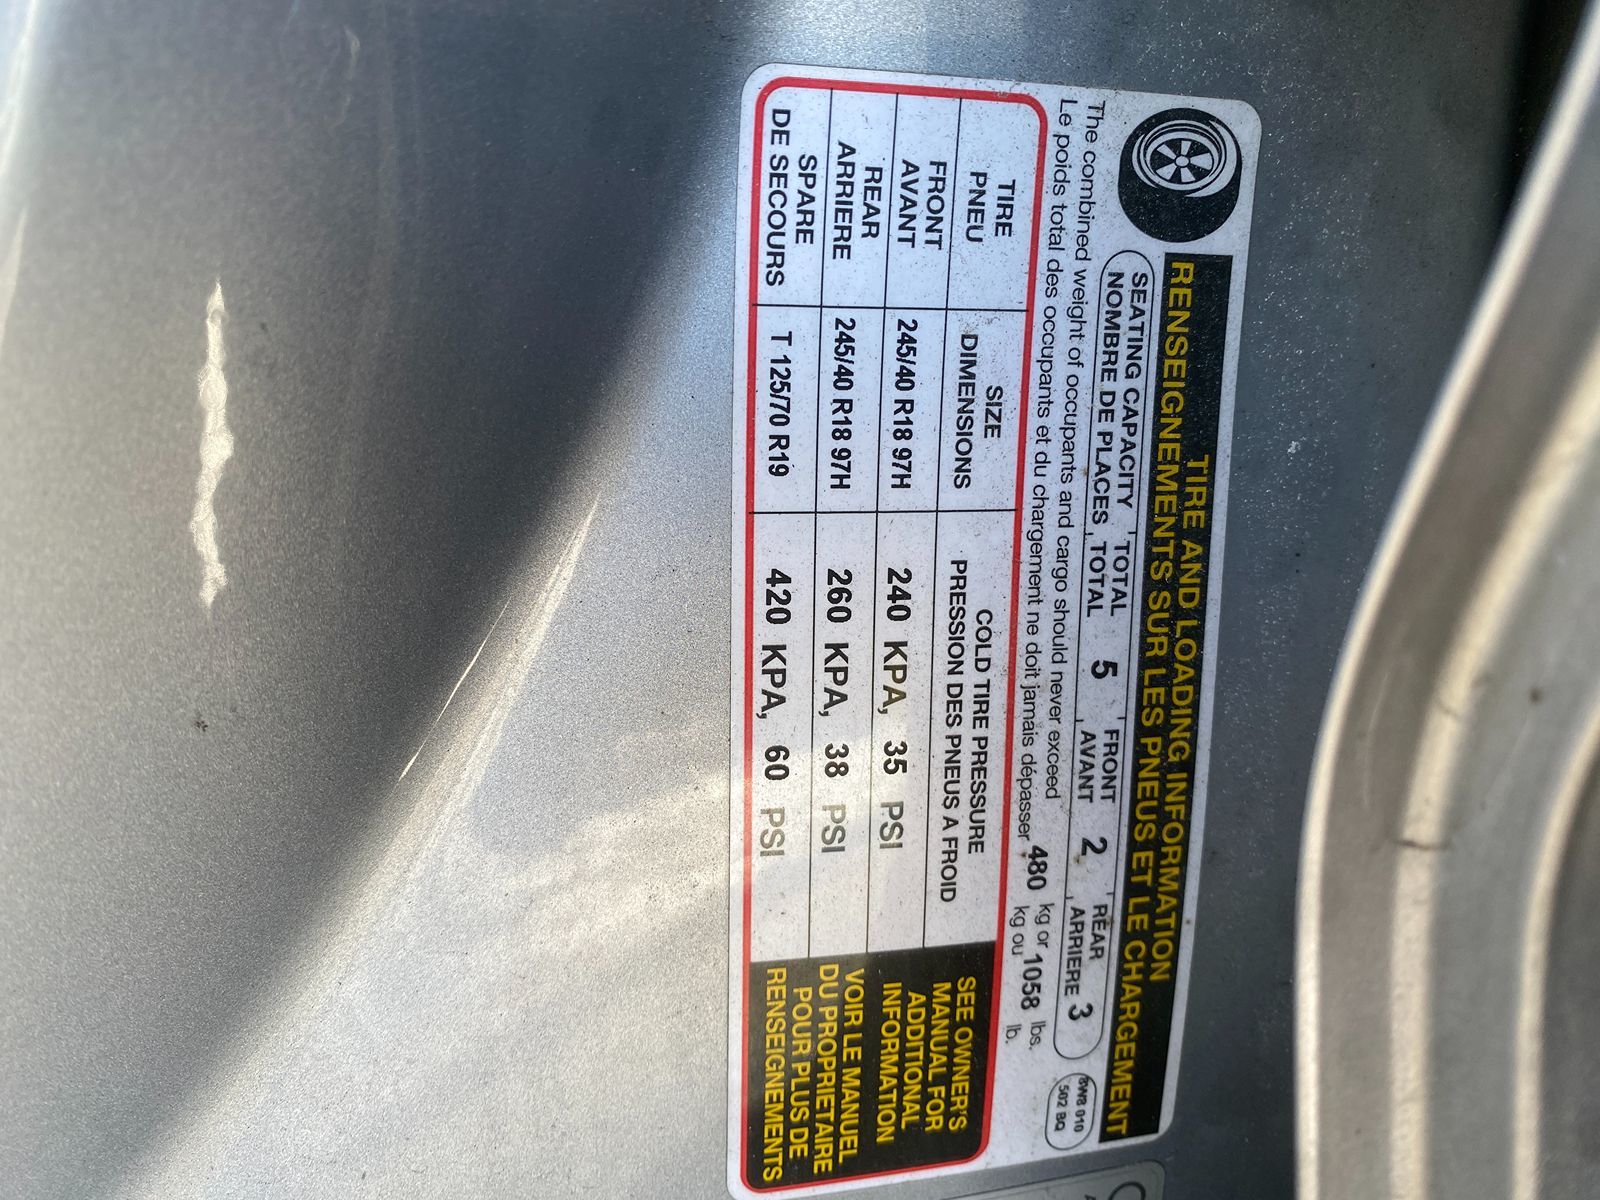 TIRE AND LOADING INFORMATION
RENSEIGNEMENTS SUR LES PNEUS ET LE CHARGEMENT
SEATING CAPACITY TOTAL 5 FRONT 2 REAR 3
NOMBRE DE PLACES TOTAL AVANT ARRIERE
8W8 010
502 BQ
The combined weight of occupants and cargo should never exceed 480 kg or 1058 lbs.
Le poids total des occupants et du chargement ne doit jamais dépasser kg ou lb.
TIRE SIZE COLD TIRE PRESSURE
PNEU DIMENSIONS PRESSION DES PNEUS A FROID
FRONT
AVANT 245/40 R18 97H 240 KPA, 35 PSI
REAR
ARRIERE 245/40 R18 97H 260 KPA, 38 PSI
SPARE
DE SECOURS T 125/70 R19 420 KPA, 60 PSI
SEE OWNER'S
MANUAL FOR
ADDITIONAL
INFORMATION
VOIR LE MANUEL
DU PROPRIETAIRE
POUR PLUS DE
RENSEIGNEMENTS